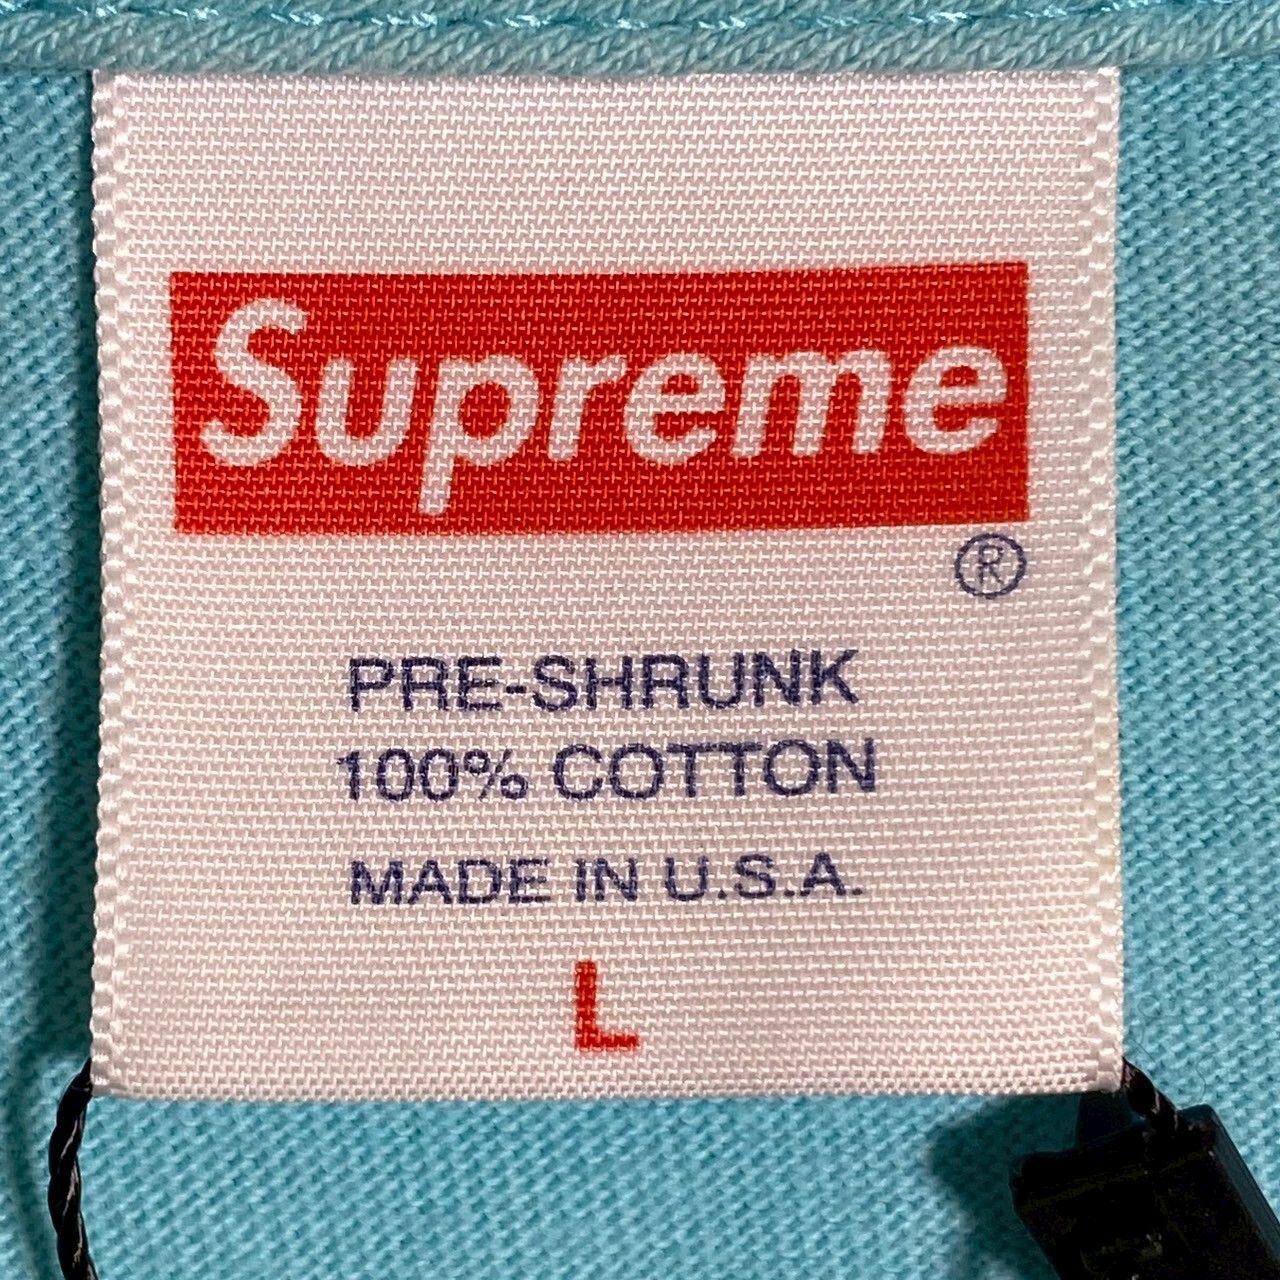 Supreme
®
PRE-SHRUNK
100% COTTON
MADE IN U.S.A.
L